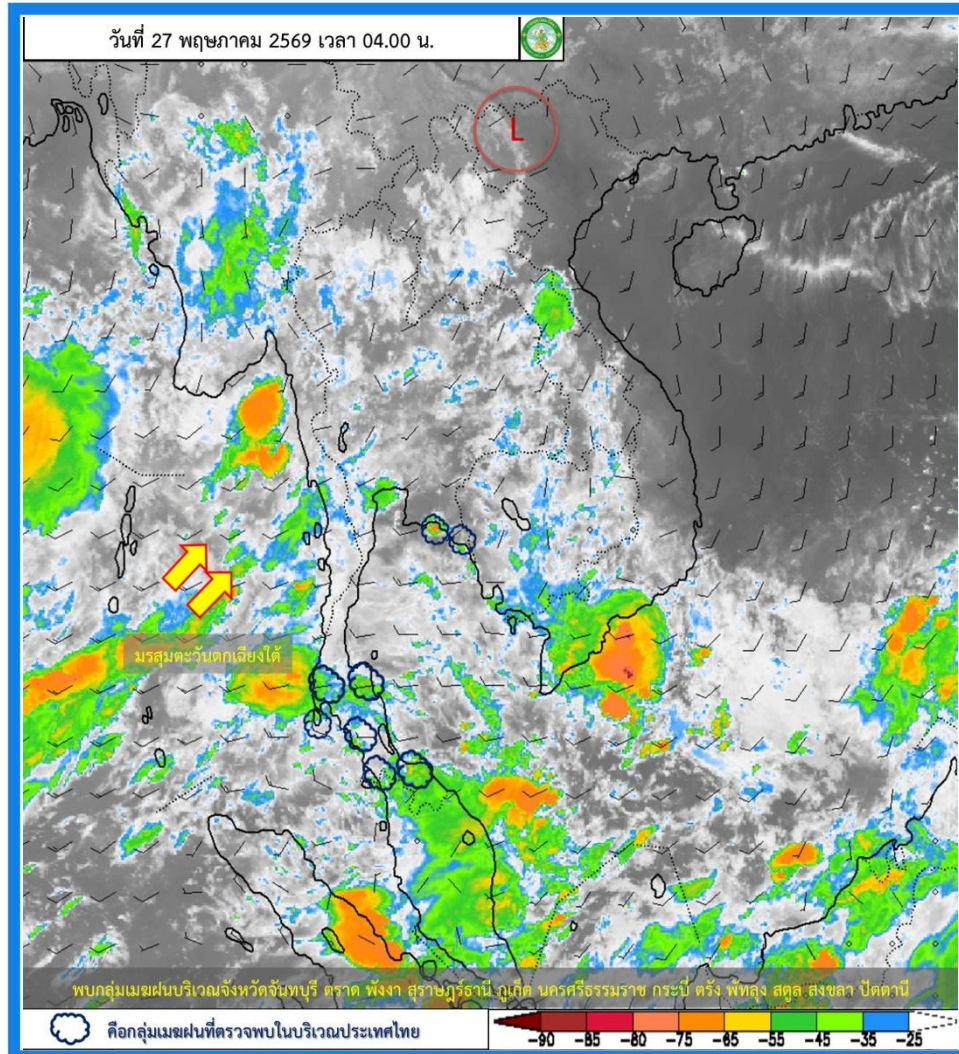 วันที่ 27 พฤษภาคม 2569 เวลา 04.00 น.
L
มรสุมตะวันตกเฉียงใต้
พบกลุ่มเมฆฝนบริเวณจังหวัดจันทบุรี ตราด พังงา สุราษฎร์ธานี ภูเก็ต นครศรีธรรมราช กระบี่ ตรัง พัทลุง สตูล สงขลา ปัตตานี
คือกลุ่มเมฆฝนที่ตรวจพบในบริเวณประเทศไทย
-90 -85 -80 -75 -65 -55 -45 -35 -25